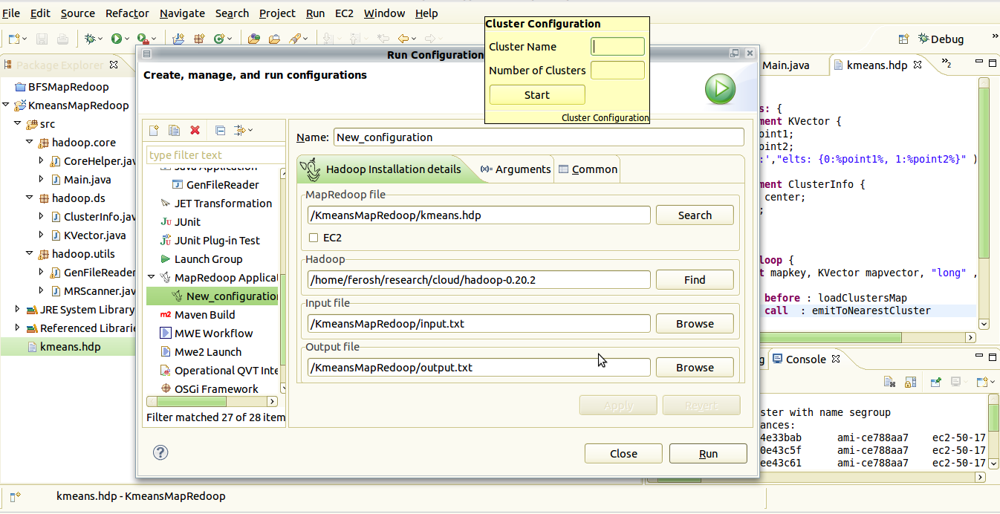 File Edit Source Refactor Navigate Search Project Run EC2 Window Help
Debug
Package Explorer
BFSMapRedoop
KmeansMapRedoop
src
hadoop.core
CoreHelper.jav
Main.java
hadoop.ds
ClusterInfo.jav
KVector.java
hadoop.utils
GenFileReader
MRScanner.jav
JRE System Library
Referenced Librarie
kmeans.hdp
Run Configuration
Create, manage, and run configurations
Cluster Configuration
Cluster Name
Number of Clusters
Start
Cluster Configuration
type filter text
Java Application
GenFileReader
JET Transformation
JUnit
JUnit Plug-in Test
Launch Group
MapRedoop Applicat
New_configuration
Maven Build
MWE Workflow
Mwe2 Launch
Operational QVT Inte
OSGi Framework
Filter matched 27 of 28 item
Name: New_configuration
Hadoop Installation details Arguments Common
MapRedoop file
/KmeansMapRedoop/kmeans.hdp Search
EC2
Hadoop
/home/ferosh/research/cloud/hadoop-0.20.2 Find
Input file
/KmeansMapRedoop/input.txt Browse
Output file
/KmeansMapRedoop/output.txt Browse
Apply Revert
Close Run
Main.java kmeans.hdp 2
s: {
ment KVector {
oint1;
oint2;
:',"elts: {0:%point1%, 1:%point2%}" )
ment ClusterInfo {
center;
;
loop {
t mapkey, KVector mapvector, "long" ,
before : loadClustersMap
call : emitToNearestCluster
g Console
ster with name segroup
ances:
4e33bab ami-ce788aa7 ec2-50-17
0e43c5f ami-ce788aa7 ec2-50-17
ee43c61 ami-ce788aa7 ec2-50-17
kmeans.hdp - KmeansMapRedoop